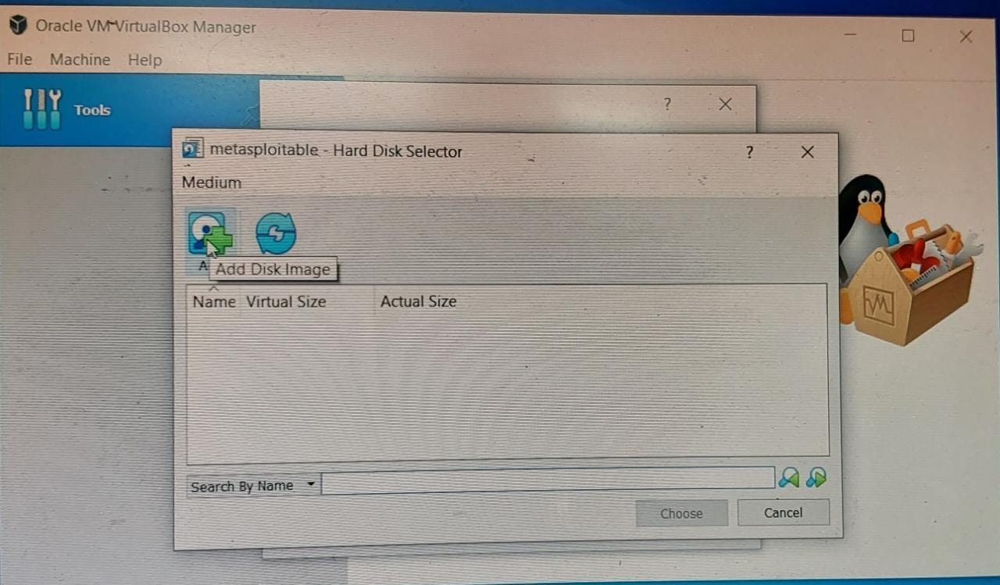 Oracle VM VirtualBox Manager
File Machine Help
Tools
?
metasploitable - Hard Disk Selector ?
Medium
A
Add Disk Image
Name Virtual Size Actual Size
Search By Name
Choose Cancel